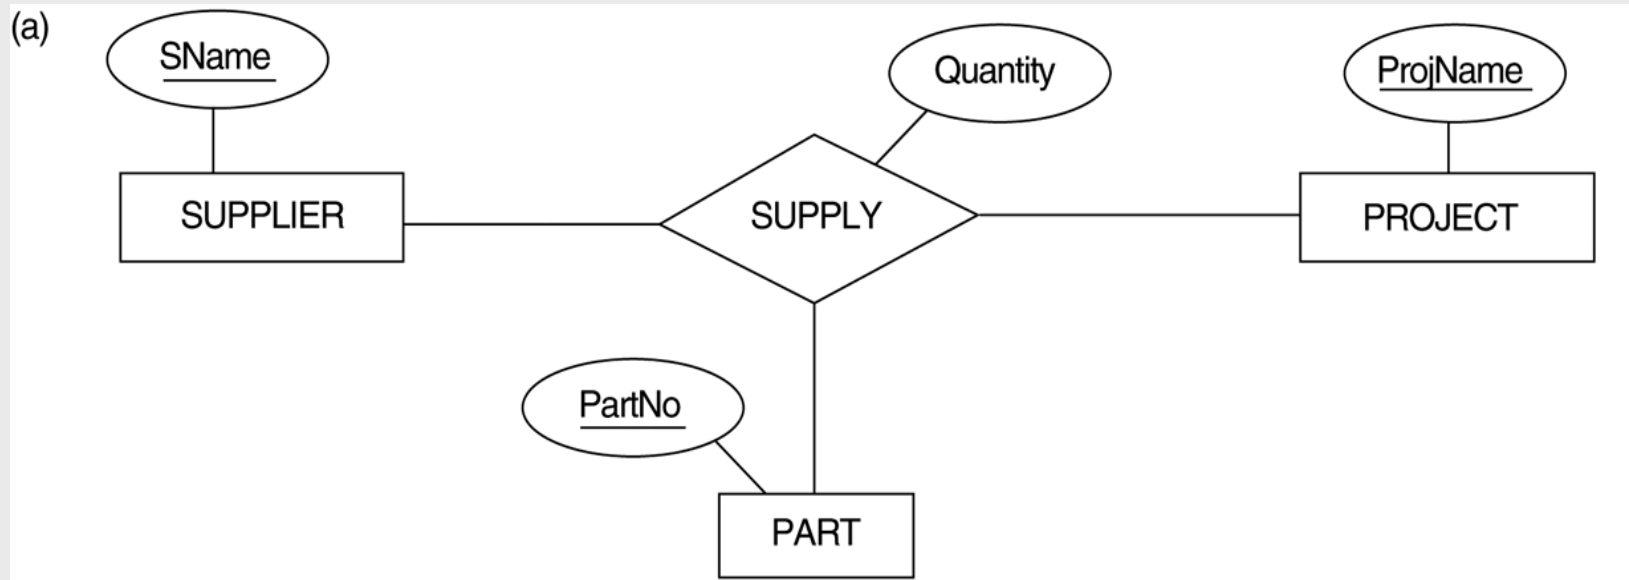 (a)
SName
Quantity
ProjName
SUPPLIER
SUPPLY
PROJECT
PartNo
PART